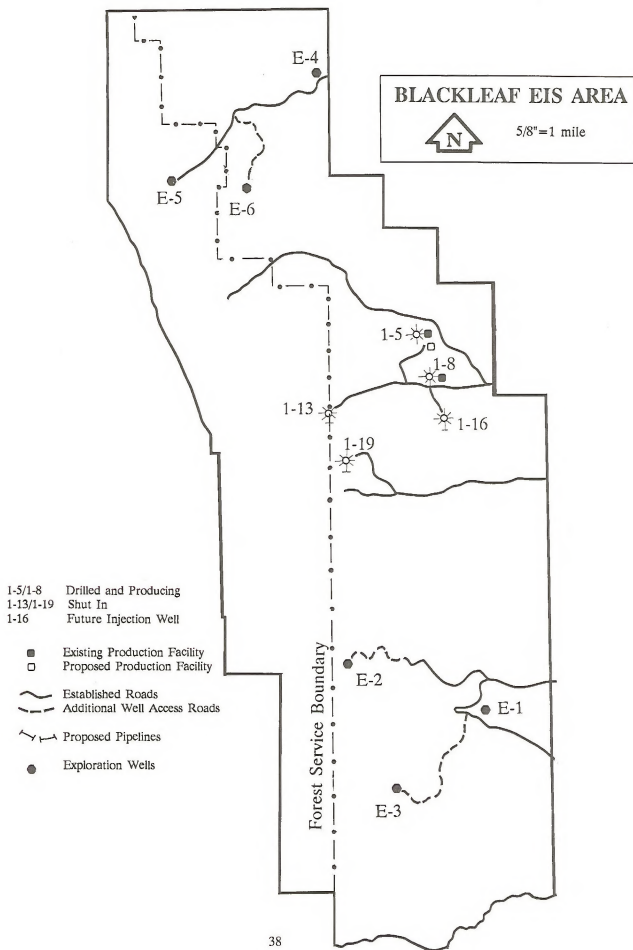 E-4
BLACKLEAF EIS AREA
N
5/8"=1 mile
E-5
E-6
1-5
1-8
1-13
1-16
1-19
1-5/1-8 Drilled and Producing
1-13/1-19 Shut In
1-16 Future Injection Well
Existing Production Facility
Proposed Production Facility
Established Roads
Additional Well Access Roads
Proposed Pipelines
Exploration Wells
Forest Service Boundary
E-2
E-1
E-3
38